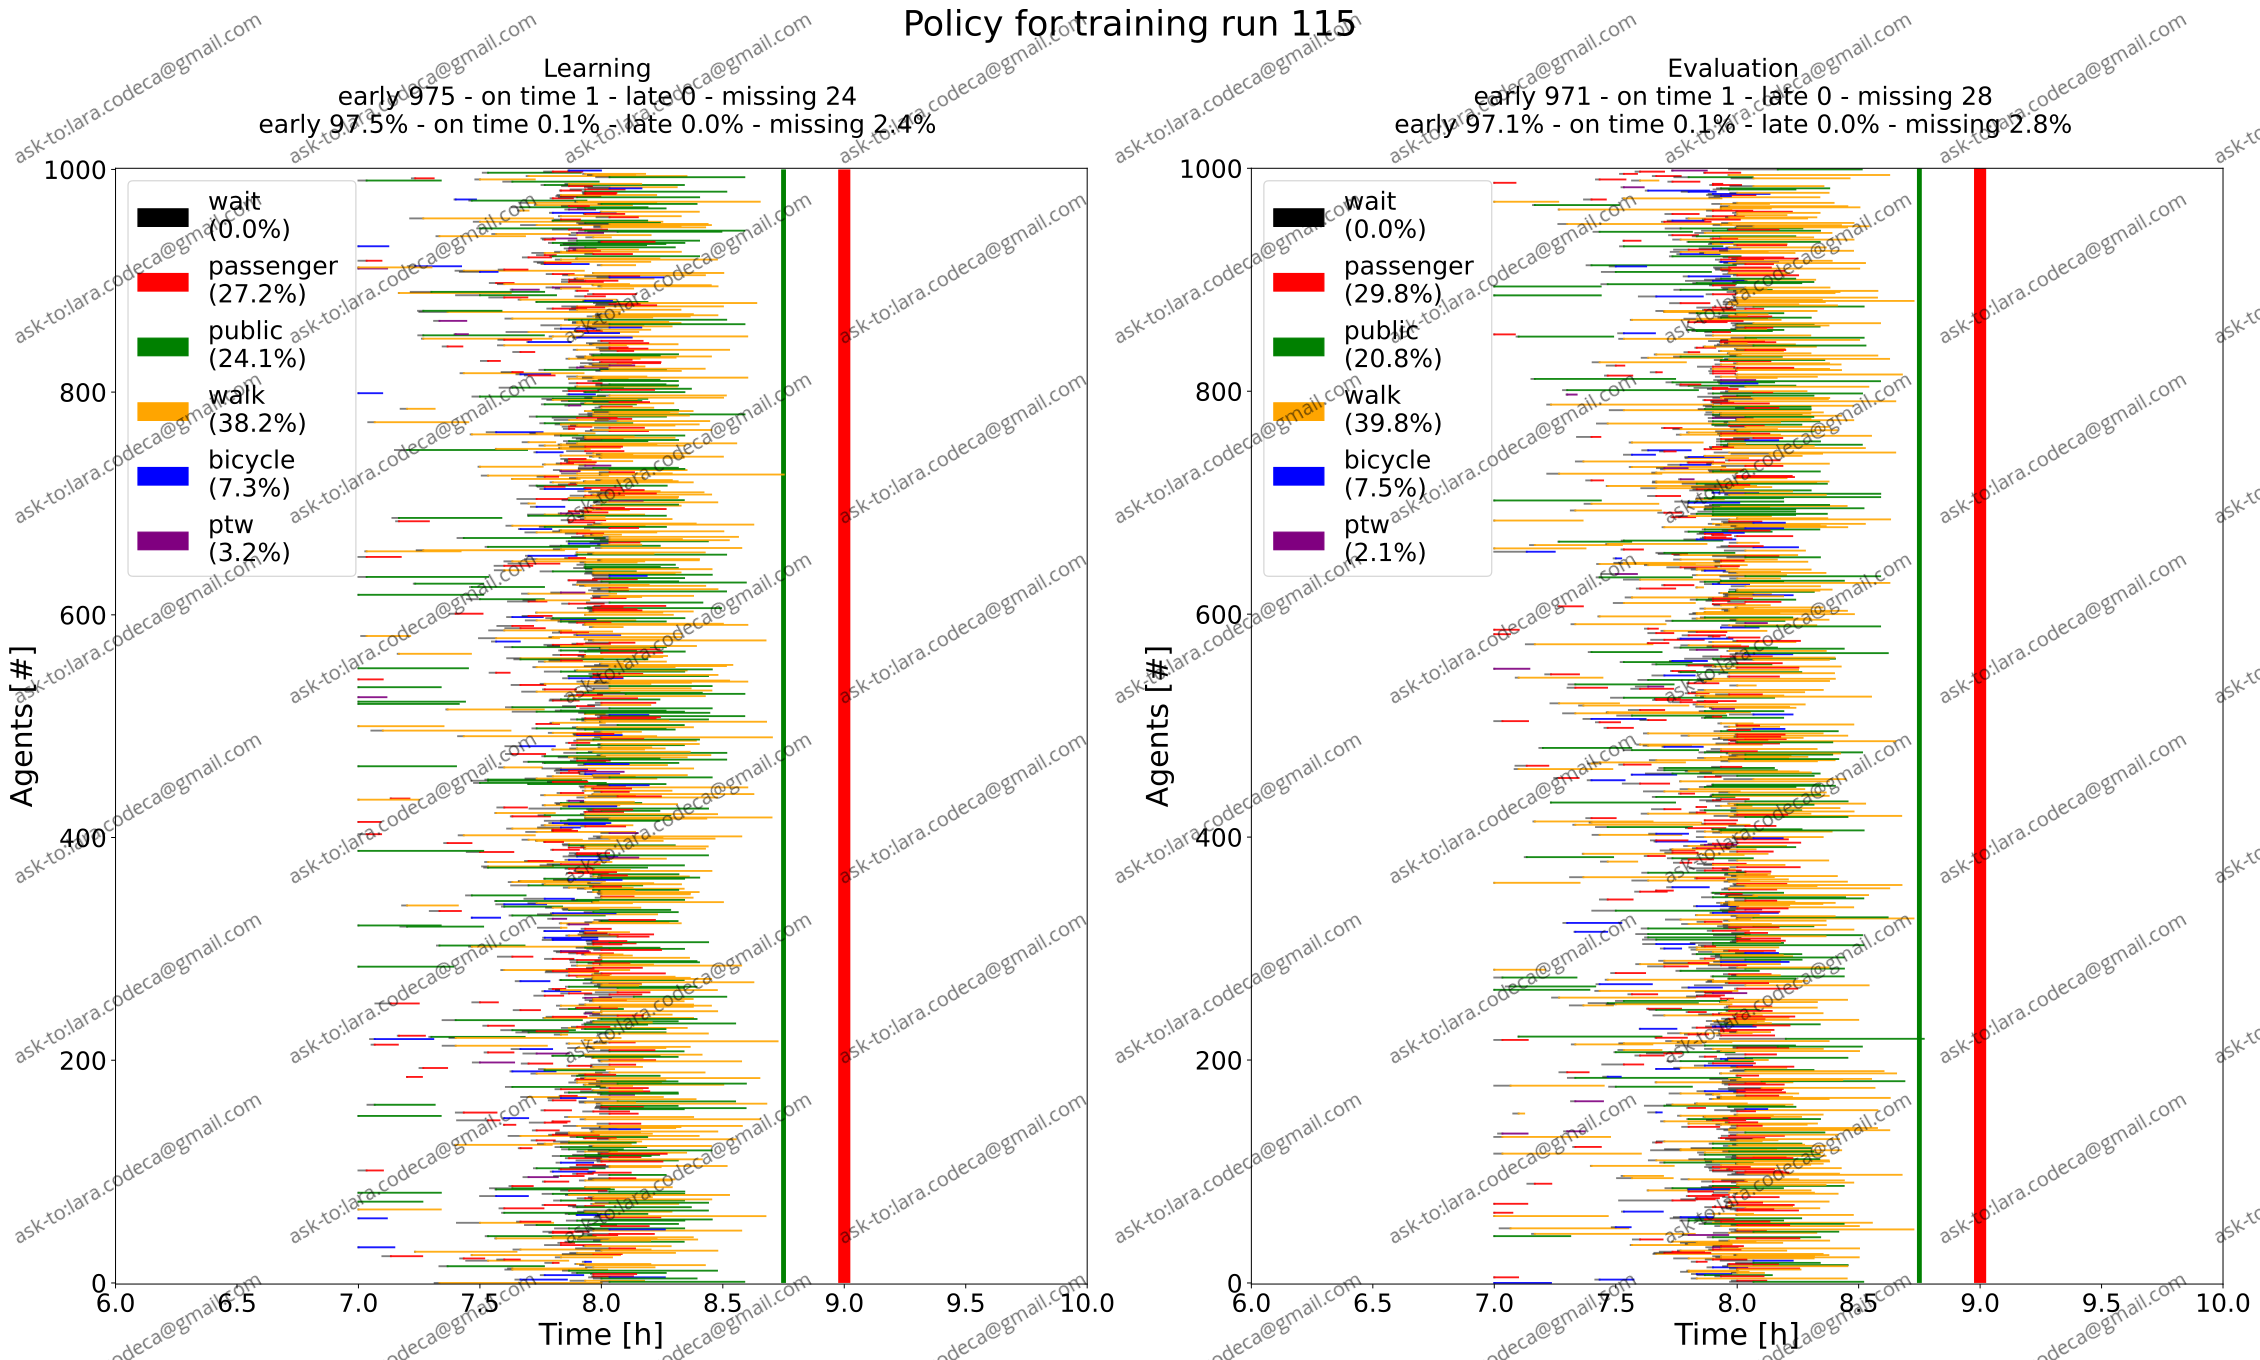 Policy for training run 115
Learning
early 975 - on time 1 - late 0 - missing 24
early 97.5% - on time 0.1% - late 0.0% - missing 2.4%
Agents [#]
1000
800
600
400
200
0
wait
(0.0%)
passenger
(27.2%)
public
(24.1%)
walk
(38.2%)
bicycle
(7.3%)
ptw
(3.2%)
6.0 6.5 7.0 7.5 8.0 8.5 9.0 9.5 10.0
Time [h]
Evaluation
early 971 - on time 1 - late 0 - missing 28
early 97.1% - on time 0.1% - late 0.0% - missing 2.8%
Agents [#]
1000
800
600
400
200
0
wait
(0.0%)
passenger
(29.8%)
public
(20.8%)
walk
(39.8%)
bicycle
(7.5%)
ptw
(2.1%)
6.0 6.5 7.0 7.5 8.0 8.5 9.0 9.5 10.0
Time [h]
ask-to:lara.codeca@gmail.com